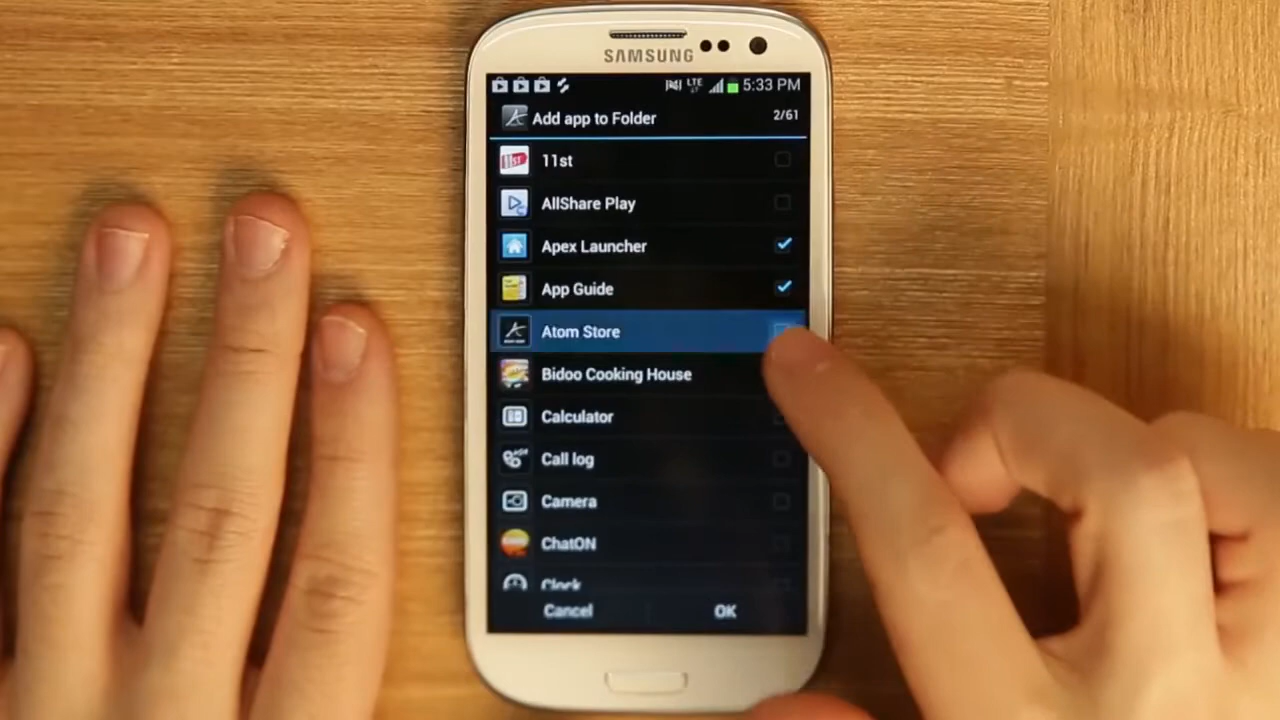 SAMSUNG
LTE 5:33 PM
Add app to Folder 2/61
11st
AllShare Play
Apex Launcher
App Guide
Atom Store
Bidoo Cooking House
Calculator
Call log
Camera
ChatON
Clock
Cancel OK